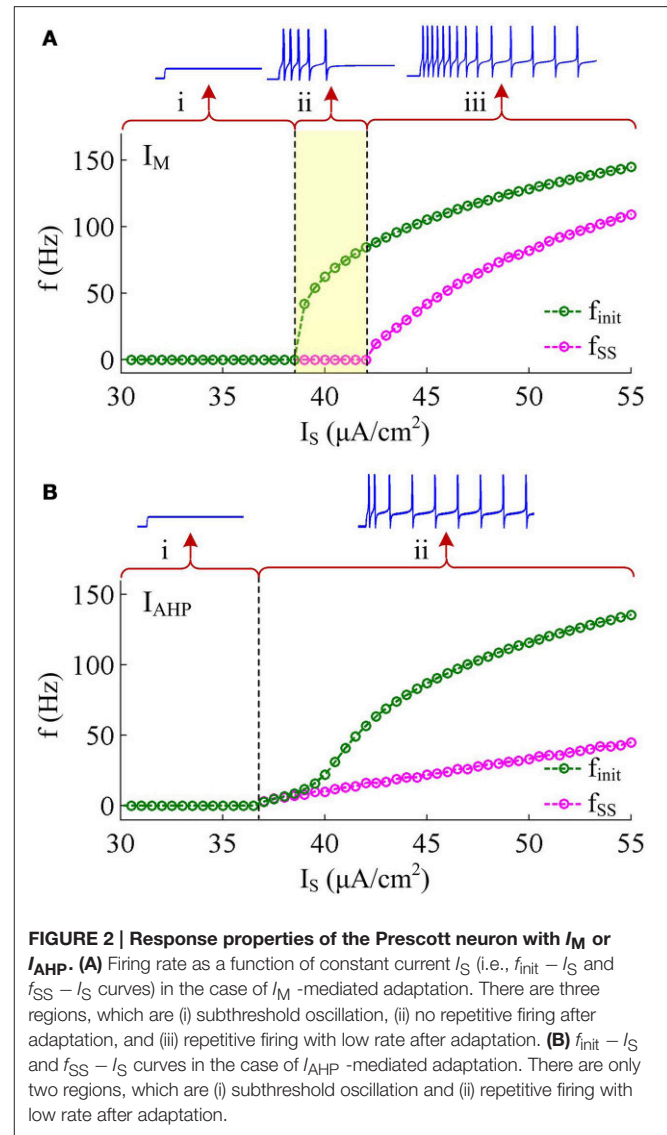 A
i
ii
iii
I_M
150
100
50
0
f (Hz)
f_init
f_SS
30 35 40 45 50 55
I_S (μA/cm²)
B
i
ii
I_AHP
150
100
50
0
f (Hz)
f_init
f_SS
30 35 40 45 50 55
I_S (μA/cm²)
FIGURE 2 | Response properties of the Prescott neuron with I_M or
I_AHP. (A) Firing rate as a function of constant current I_S (i.e., f_init – I_S and
f_SS – I_S curves) in the case of I_M -mediated adaptation. There are three
regions, which are (i) subthreshold oscillation, (ii) no repetitive firing after
adaptation, and (iii) repetitive firing with low rate after adaptation. (B) f_init – I_S
and f_SS – I_S curves in the case of I_AHP -mediated adaptation. There are only
two regions, which are (i) subthreshold oscillation and (ii) repetitive firing with
low rate after adaptation.